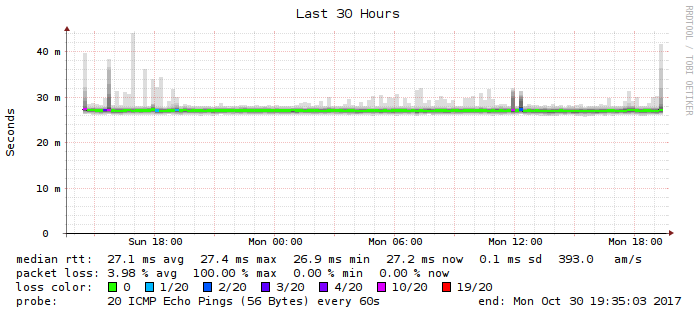 Last 30 Hours
RRDTOOL / TOBI OETIKER
Seconds
40 m
30 m
20 m
10 m
0
Sun 18:00 Mon 00:00 Mon 06:00 Mon 12:00 Mon 18:00
median rtt: 27.1 ms avg 27.4 ms max 26.9 ms min 27.2 ms now 0.1 ms sd 393.0 am/s
packet loss: 3.98 % avg 100.00 % max 0.00 % min 0.00 % now
loss color: 0 1/20 2/20 3/20 4/20 10/20 19/20
probe: 20 ICMP Echo Pings (56 Bytes) every 60s end: Mon Oct 30 19:35:03 2017